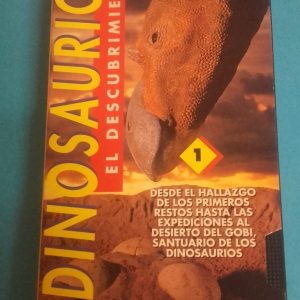 DINOSAURIO
EL DESCUBRIMIE
1
DESDE EL HALLAZGO
DE LOS PRIMEROS
RESTOS HASTA LAS
EXPEDICIONES AL
DESIERTO DEL GOBI,
SANTUARIO DE LOS
DINOSAURIOS